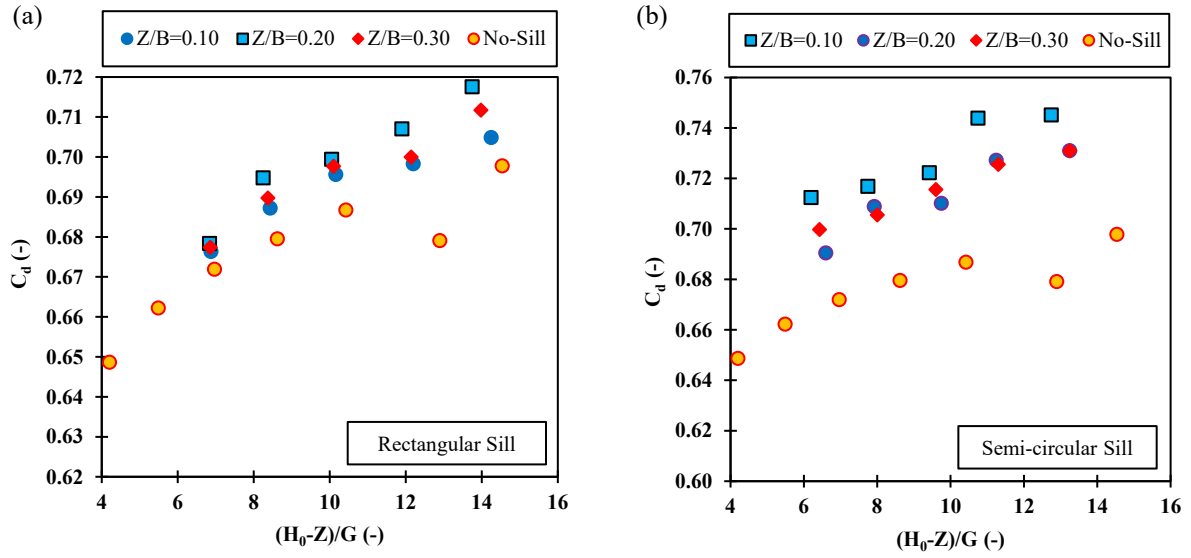 (a)
Z/B=0.10 Z/B=0.20 Z/B=0.30 No-Sill
0.72
0.71
0.70
0.69
0.68
0.67
0.66
0.65
0.64
0.63
0.62
C_d (-)
Rectangular Sill
4 6 8 10 12 14 16
(H₀-Z)/G (-)
(b)
Z/B=0.10 Z/B=0.20 Z/B=0.30 No-Sill
0.76
0.74
0.72
0.70
0.68
0.66
0.64
0.62
0.60
C_d (-)
Semi-circular Sill
4 6 8 10 12 14 16
(H₀-Z)/G (-)